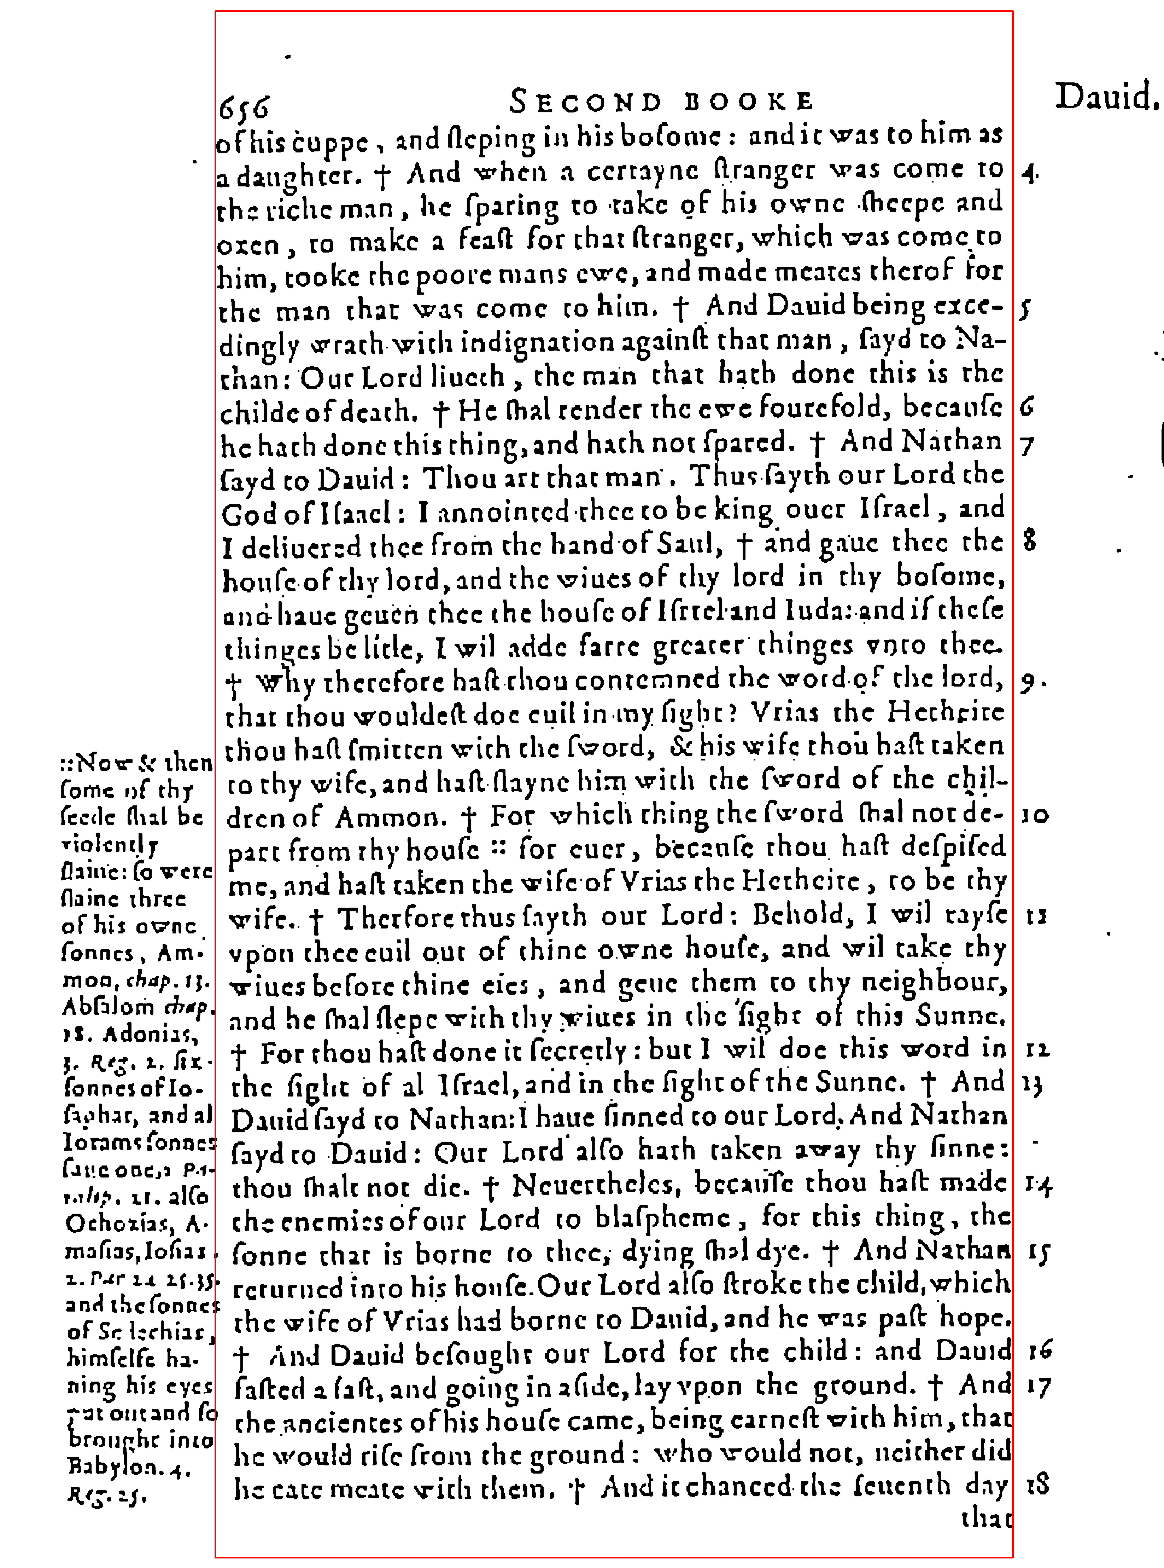 656 SECOND BOOKE Dauid.
of his cuppe, and ſleping in his boſome: and it was to him as
a daughter. † And when a certayne ſtranger was come to 4.
the riche man, he ſparing to take of his owne ſheepe and
oxen, to make a feaſt for that ſtranger, which was come to
him, tooke the poore mans ewe, and made meates therof for
the man that was come to him. † And Dauid being exce- 5
dingly wrath with indignation againſt that man, ſayd to Na-
than: Our Lord liueth, the man that hath done this is the
childe of death. † He ſhal render the ewe fourefold, becauſe 6
he hath done this thing, and hath not ſpared. † And Nathan 7
ſayd to Dauid: Thou art that man. Thus ſayth our Lord the
God of Iſaael: I annointed thee to be king ouer Iſrael, and
I deliuered thee from the hand of Saul, † and gaue thee the 8
houſe of thy lord, and the wiues of thy lord in thy boſome,
and haue geuen thee the houſe of Iſrael and Iuda: and if theſe
thinges be litle, I wil adde farre greater thinges vnto thee.
† Why therefore haſt thou contemned the word of the lord, 9.
that thou wouldeſt doe euil in my ſight? Vrias the Hetheite
thou haſt ſmitten with the ſword, & his wife thou haſt taken
to thy wife, and haſt ſlayne him with the ſword of the chil-
dren of Ammon. † For which thing the ſword ſhal not de- 10
part from thy houſe :: for euer, becauſe thou haſt deſpiſed
me, and haſt taken the wife of Vrias the Hetheite, to be thy
wife. † Therfore thus ſayth our Lord: Behold, I wil rayſe 11
vpon thee euil out of thine owne houſe, and wil take thy
wiues before thine eies, and geue them to thy neighbour,
and he ſhal ſlepe with thy wiues in the ſight of this Sunne.
† For thou haſt done it ſecretly: but I wil doe this word in 12
the ſight of al Iſrael, and in the ſight of the Sunne. † And 13
Dauid ſayd to Nathan: I haue ſinned to our Lord. And Nathan
ſayd to Dauid: Our Lord alſo hath taken away thy ſinne:
thou ſhalt not die. † Neuertheles, becauſe thou haſt made 14
the enemies of our Lord to blaſpheme, for this thing, the
ſonne that is borne to thee, dying ſhal dye. † And Nathan 15
returned into his houſe. Our Lord alſo ſtroke the child, which
the wife of Vrias had borne to Dauid, and he was paſt hope.
† And Dauid beſought our Lord for the child: and Dauid 16
faſted a faſt, and going in aſide, lay vpon the ground. † And 17
the ancientes of his houſe came, being earneſt with him, that
he would riſe from the ground: who would not, neither did
he eate meate with them. † And it chanced the ſeuenth day 18
that
::Now & then
ſome of thy
ſeede ſhal be
violently
ſlaine: ſo were
ſlaine three
of his owne
ſonnes, Am-
mon, chap. 13.
Abſalom chap.
18. Adonias,
3. Reg. 2. ſix
ſonnes of Io-
ſaphat, and al
Iorams ſonnes
ſaue one,2 Pa-
ralip. 21. alſo
Ochozias, A-
maſias, Ioſias.
2. Par 24 25. 35.
and the ſonnes
of Sedechias,
himſelfe ha-
uing his eyes
put out and ſo
brought into
Babylon. 4.
Reg. 25.